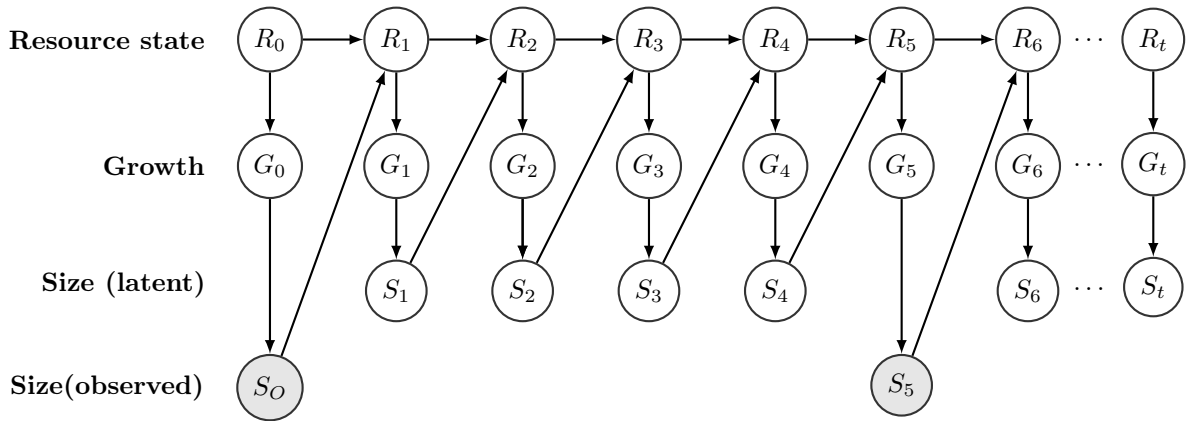 Resource state R₀ R₁ R₂ R₃ R₄ R₅ R₆ ··· Rₜ
Growth G₀ G₁ G₂ G₃ G₄ G₅ G₆ ··· Gₜ
Size (latent) S₁ S₂ S₃ S₄ S₆ ··· Sₜ
Size(observed) S_O S₅